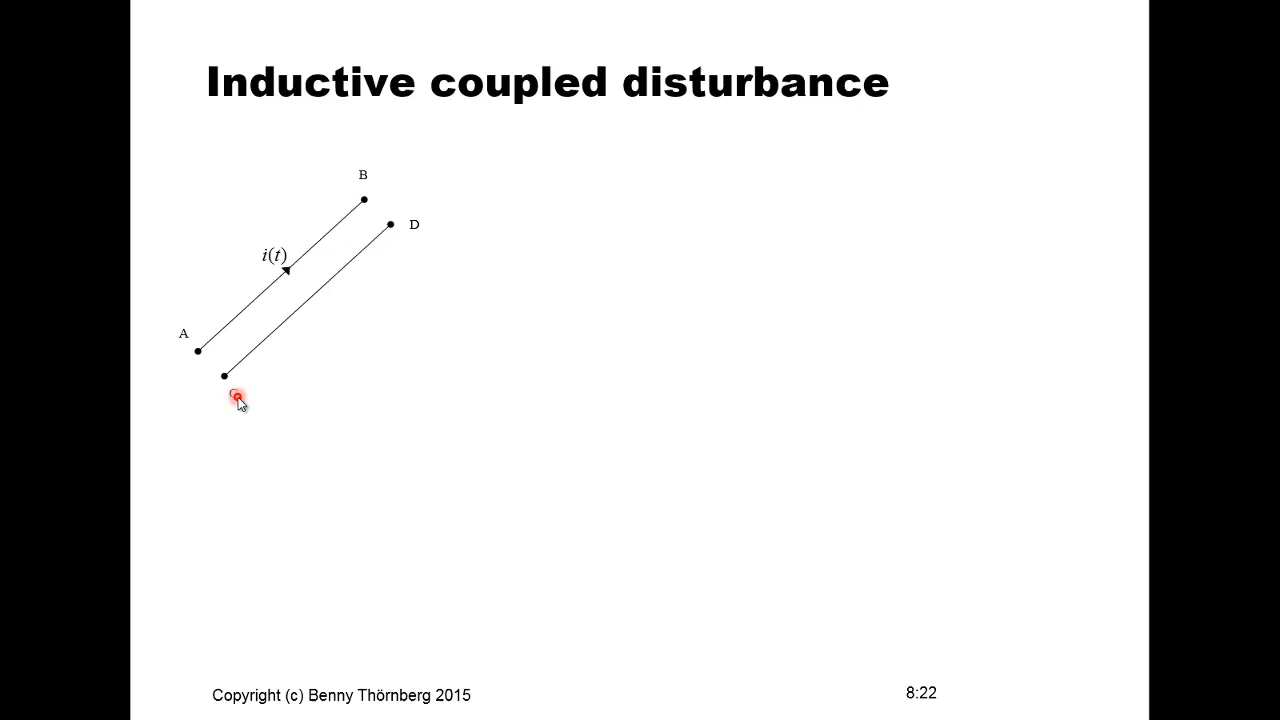 Inductive coupled disturbance
B
D
i(t)
A
C
Copyright (c) Benny Thörnberg 2015
8:22